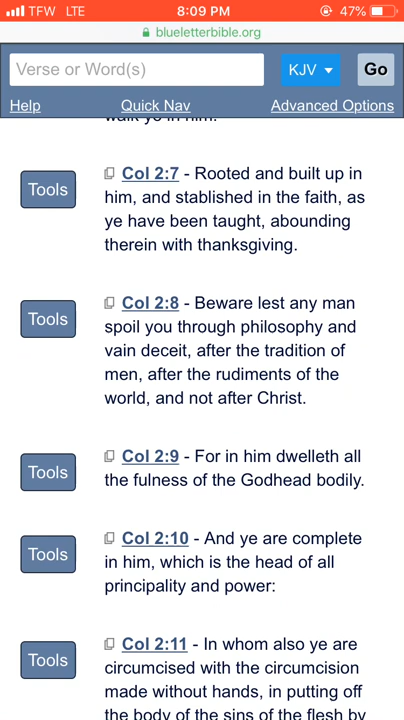 TFW LTE 8:09 PM 47%
blueletterbible.org
Verse or Word(s) KJV Go
Help Quick Nav Advanced Options
walk ye in him:
Tools
Col 2:7 - Rooted and built up in
him, and stablished in the faith, as
ye have been taught, abounding
therein with thanksgiving.
Tools
Col 2:8 - Beware lest any man
spoil you through philosophy and
vain deceit, after the tradition of
men, after the rudiments of the
world, and not after Christ.
Tools
Col 2:9 - For in him dwelleth all
the fulness of the Godhead bodily.
Tools
Col 2:10 - And ye are complete
in him, which is the head of all
principality and power:
Tools
Col 2:11 - In whom also ye are
circumcised with the circumcision
made without hands, in putting off
the body of the sins of the flesh by